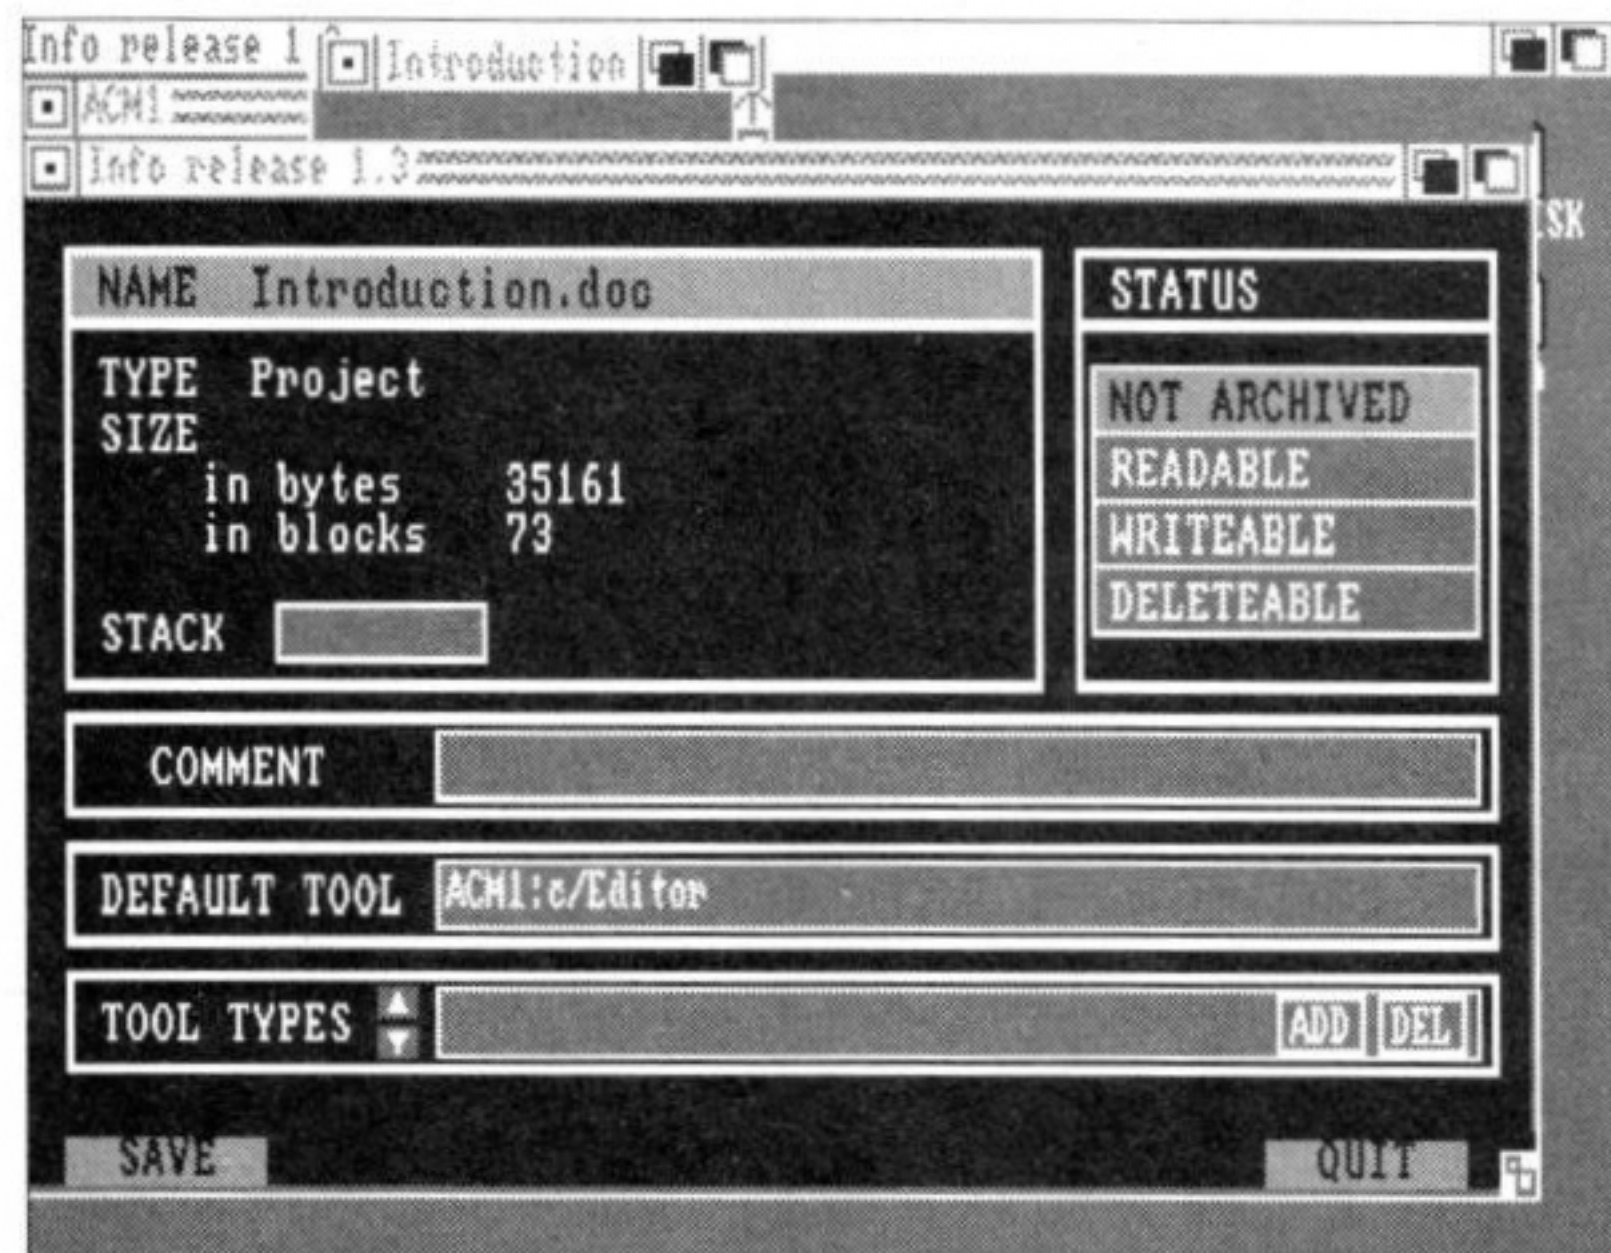 Info release 1
Introduction
ACM1
Info release 1.3
ISK
NAME Introduction.doc
STATUS
TYPE Project
SIZE
in bytes 35161
in blocks 73
STACK
NOT ARCHIVED
READABLE
WRITEABLE
DELETEABLE
COMMENT
DEFAULT TOOL ACM1:c/Editor
TOOL TYPES ADD DEL
SAVE QUIT